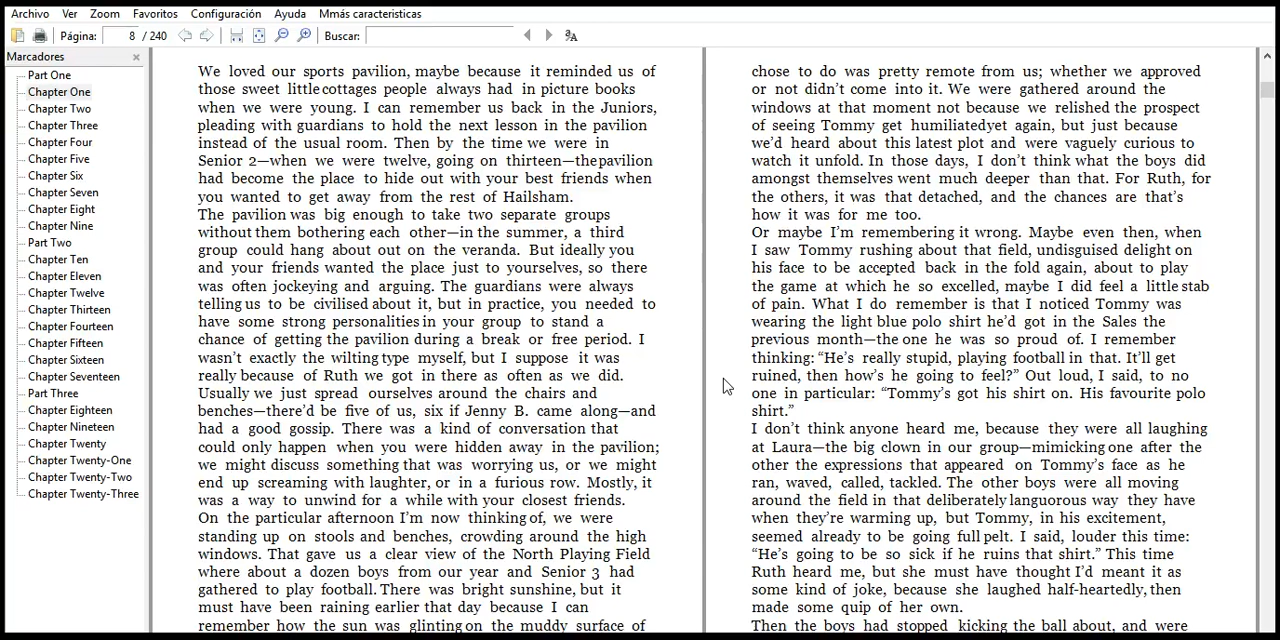 Archivo Ver Zoom Favoritos Configuración Ayuda Mmás caracteristicas
Página: 8 / 240 Buscar:
Marcadores
Part One
Chapter One
Chapter Two
Chapter Three
Chapter Four
Chapter Five
Chapter Six
Chapter Seven
Chapter Eight
Chapter Nine
Part Two
Chapter Ten
Chapter Eleven
Chapter Twelve
Chapter Thirteen
Chapter Fourteen
Chapter Fifteen
Chapter Sixteen
Chapter Seventeen
Part Three
Chapter Eighteen
Chapter Nineteen
Chapter Twenty
Chapter Twenty-One
Chapter Twenty-Two
Chapter Twenty-Three
We loved our sports pavilion, maybe because it reminded us of
those sweet little cottages people always had in picture books
when we were young. I can remember us back in the Juniors,
pleading with guardians to hold the next lesson in the pavilion
instead of the usual room. Then by the time we were in
Senior 2—when we were twelve, going on thirteen—the pavilion
had become the place to hide out with your best friends when
you wanted to get away from the rest of Hailsham.
The pavilion was big enough to take two separate groups
without them bothering each other—in the summer, a third
group could hang about out on the veranda. But ideally you
and your friends wanted the place just to yourselves, so there
was often jockeying and arguing. The guardians were always
telling us to be civilised about it, but in practice, you needed to
have some strong personalities in your group to stand a
chance of getting the pavilion during a break or free period. I
wasn't exactly the wilting type myself, but I suppose it was
really because of Ruth we got in there as often as we did.
Usually we just spread ourselves around the chairs and
benches—there'd be five of us, six if Jenny B. came along—and
had a good gossip. There was a kind of conversation that
could only happen when you were hidden away in the pavilion;
we might discuss something that was worrying us, or we might
end up screaming with laughter, or in a furious row. Mostly, it
was a way to unwind for a while with your closest friends.
On the particular afternoon I'm now thinking of, we were
standing up on stools and benches, crowding around the high
windows. That gave us a clear view of the North Playing Field
where about a dozen boys from our year and Senior 3 had
gathered to play football. There was bright sunshine, but it
must have been raining earlier that day because I can
remember how the sun was glinting on the muddy surface of
chose to do was pretty remote from us; whether we approved
or not didn't come into it. We were gathered around the
windows at that moment not because we relished the prospect
of seeing Tommy get humiliated yet again, but just because
we'd heard about this latest plot and were vaguely curious to
watch it unfold. In those days, I don't think what the boys did
amongst themselves went much deeper than that. For Ruth, for
the others, it was that detached, and the chances are that's
how it was for me too.
Or maybe I'm remembering it wrong. Maybe even then, when
I saw Tommy rushing about that field, undisguised delight on
his face to be accepted back in the fold again, about to play
the game at which he so excelled, maybe I did feel a little stab
of pain. What I do remember is that I noticed Tommy was
wearing the light blue polo shirt he'd got in the Sales the
previous month—the one he was so proud of. I remember
thinking: “He's really stupid, playing football in that. It'll get
ruined, then how's he going to feel?” Out loud, I said, to no
one in particular: “Tommy's got his shirt on. His favourite polo
shirt.”
I don't think anyone heard me, because they were all laughing
at Laura—the big clown in our group—mimicking one after the
other the expressions that appeared on Tommy's face as he
ran, waved, called, tackled. The other boys were all moving
around the field in that deliberately languorous way they have
when they're warming up, but Tommy, in his excitement,
seemed already to be going full pelt. I said, louder this time:
“He's going to be so sick if he ruins that shirt.” This time
Ruth heard me, but she must have thought I'd meant it as
some kind of joke, because she laughed half-heartedly, then
made some quip of her own.
Then the boys had stopped kicking the ball about, and were